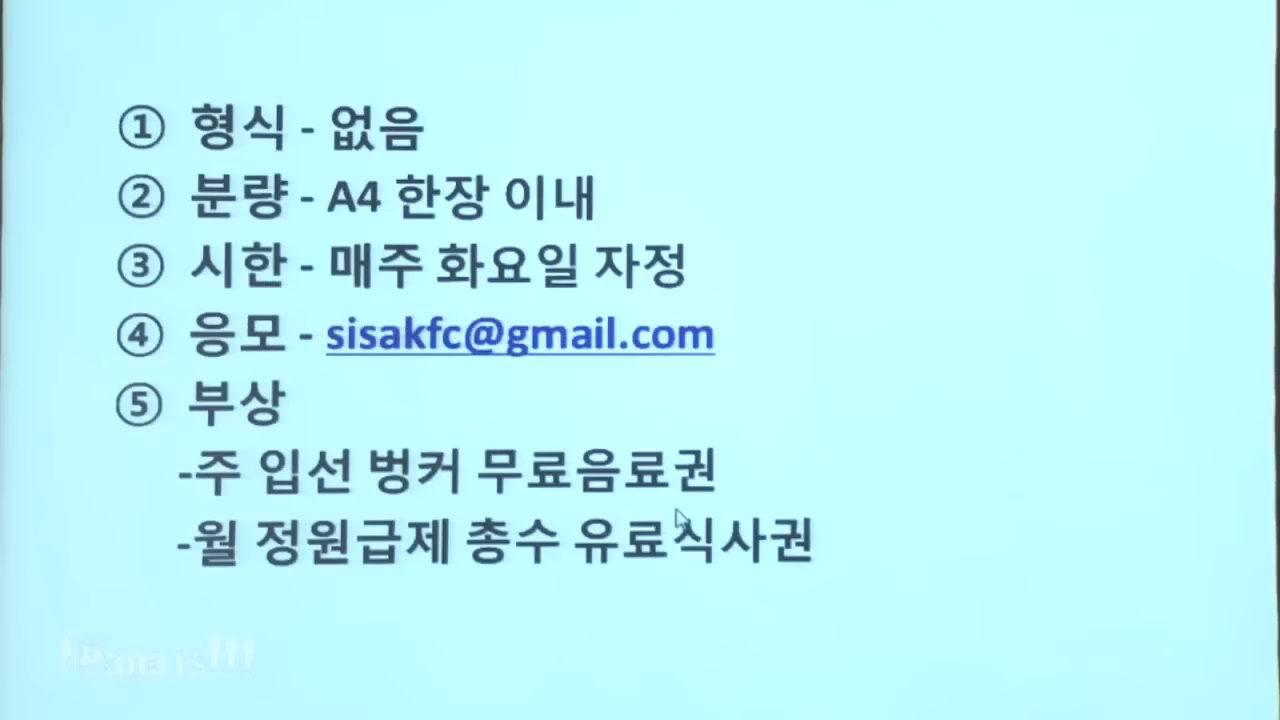 ① 형식 - 없음
② 분량 - A4 한장 이내
③ 시한 - 매주 화요일 자정
④ 응모 - sisakfc@gmail.com
⑤ 부상
-주 입선 벙커 무료음료권
-월 정원급제 총수 유료식사권